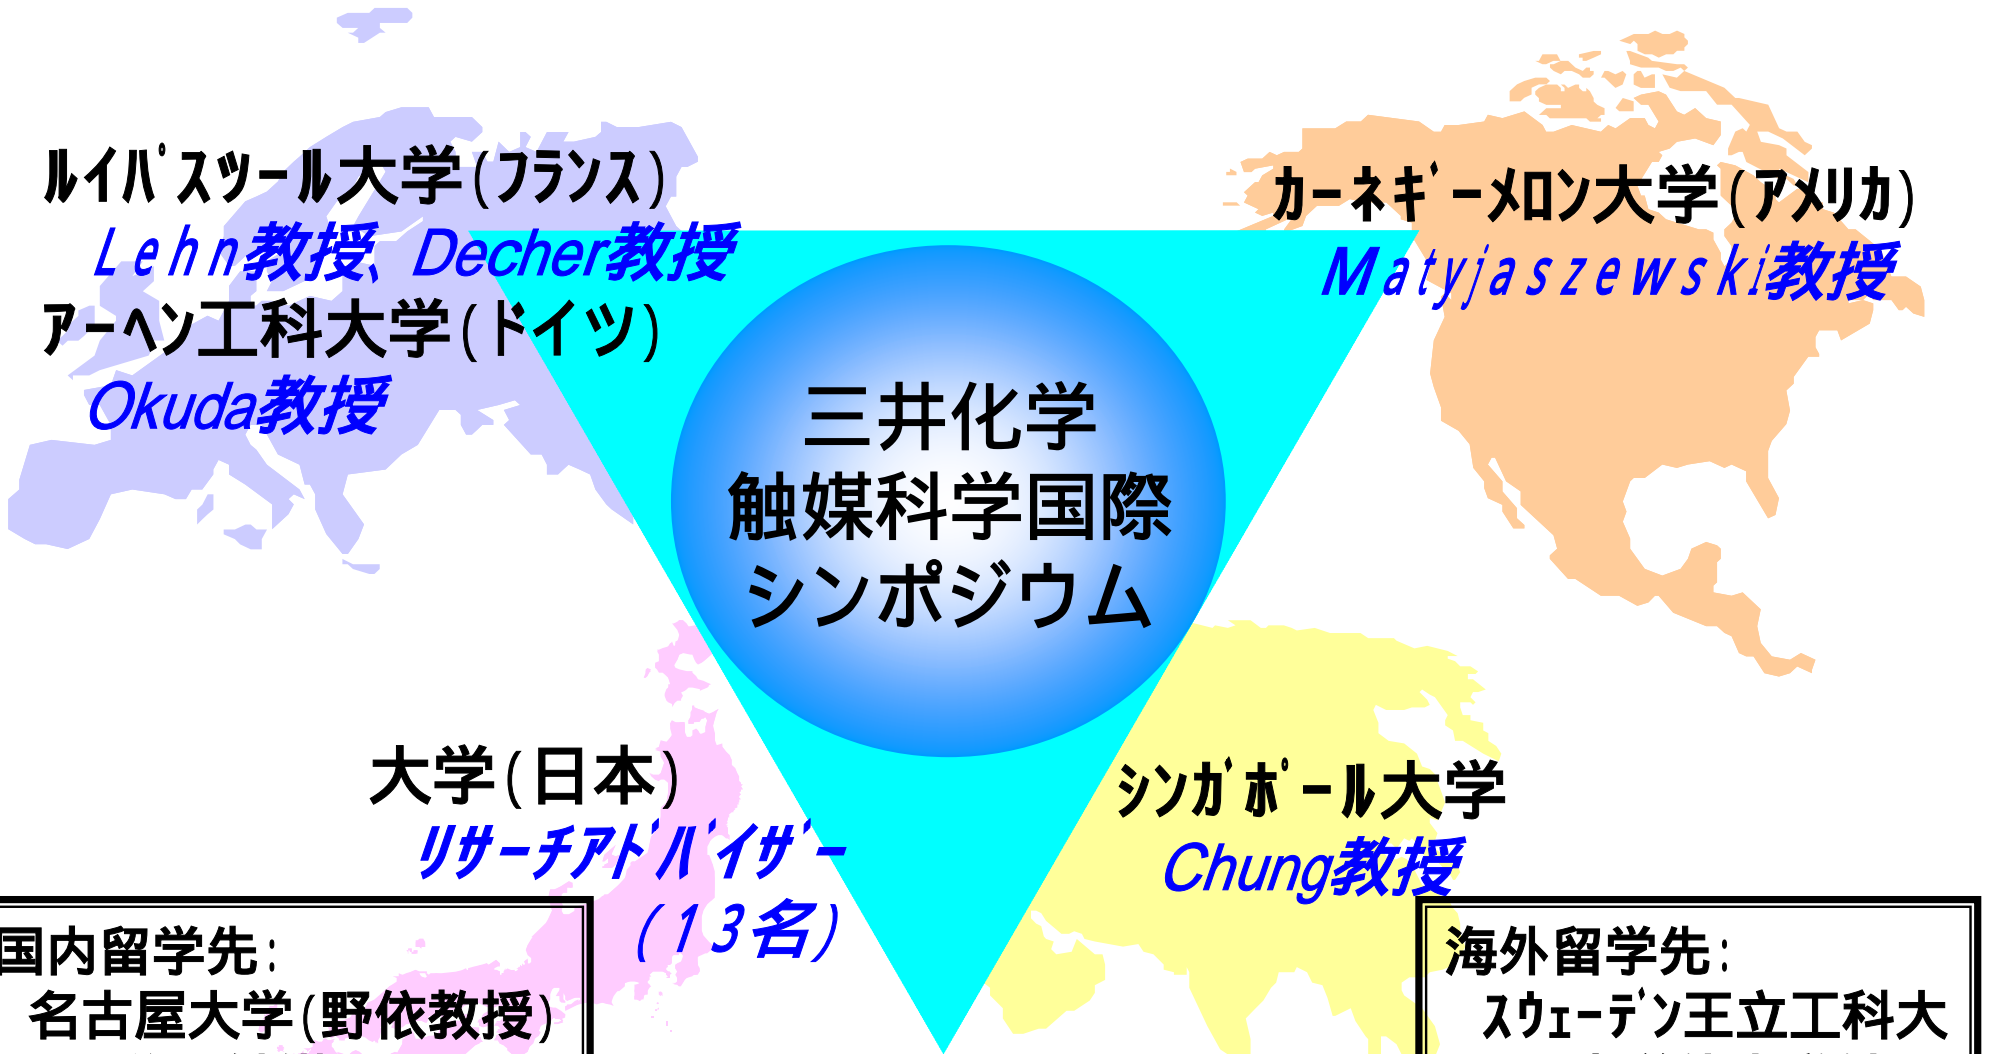 ルイパスツール大学(フランス)
Lehn教授、Decher教授
アーヘン工科大学(ドイツ)
Okuda教授
カーネギーメロン大学(アメリカ)
Matyjaszewski教授
三井化学
触媒科学国際
シンポジウム
大学(日本)
リサーチアドバイザー
(13名)
シンガポール大学
Chung教授
国内留学先:
名古屋大学(野依教授)
海外留学先:
スウェーデン王立工科大